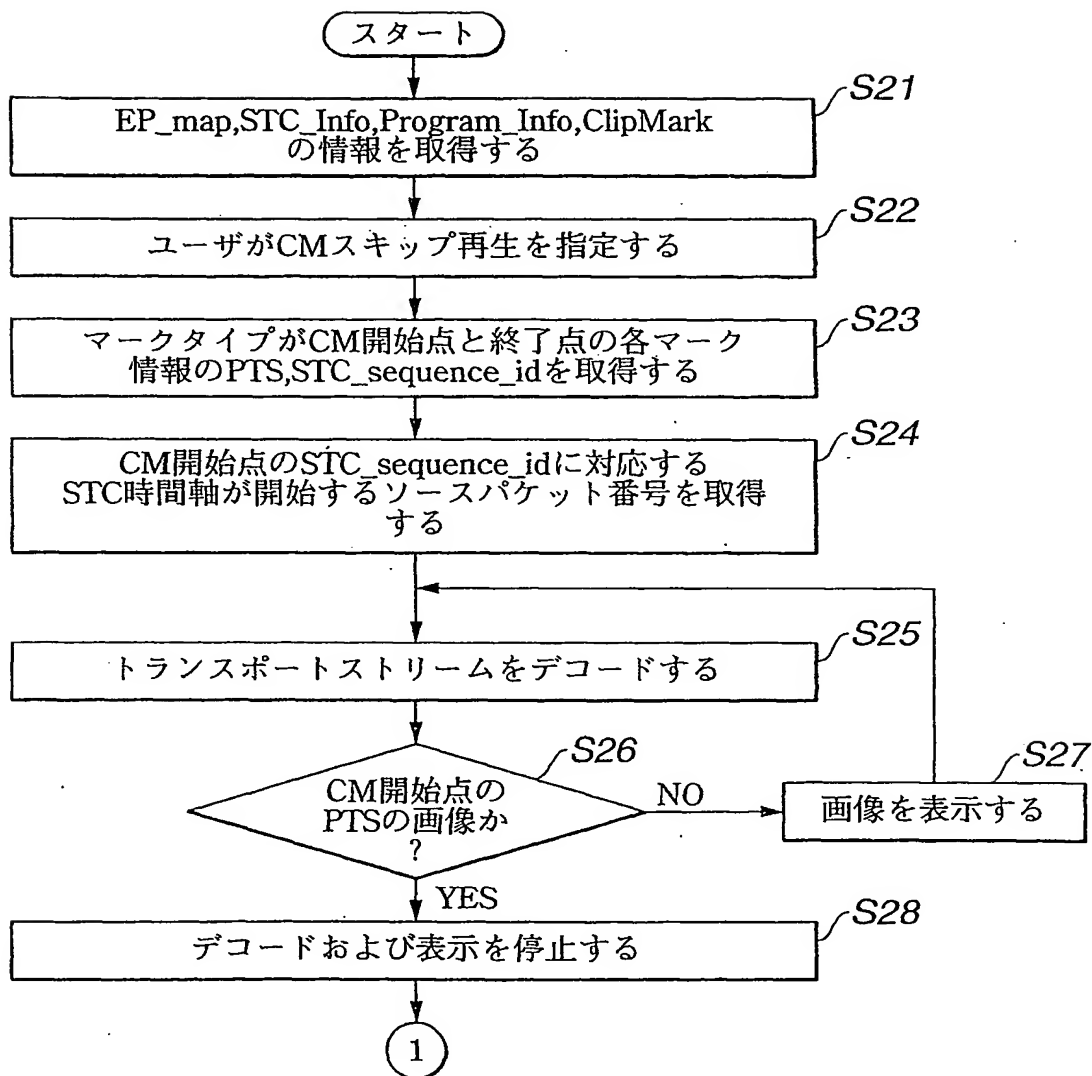 スタート
S21
EP_map,STC_Info,Program_Info,ClipMark
の情報を取得する
S22
ユーザがCMスキップ再生を指定する
S23
マークタイプがCM開始点と終了点の各マーク
情報のPTS,STC_sequence_idを取得する
S24
CM開始点のSTC_sequence_idに対応する
STC時間軸が開始するソースパケット番号を取得
する
S25
トランスポートストリームをデコードする
S26
CM開始点の
PTSの画像か
?
NO
S27
画像を表示する
YES
S28
デコードおよび表示を停止する
1